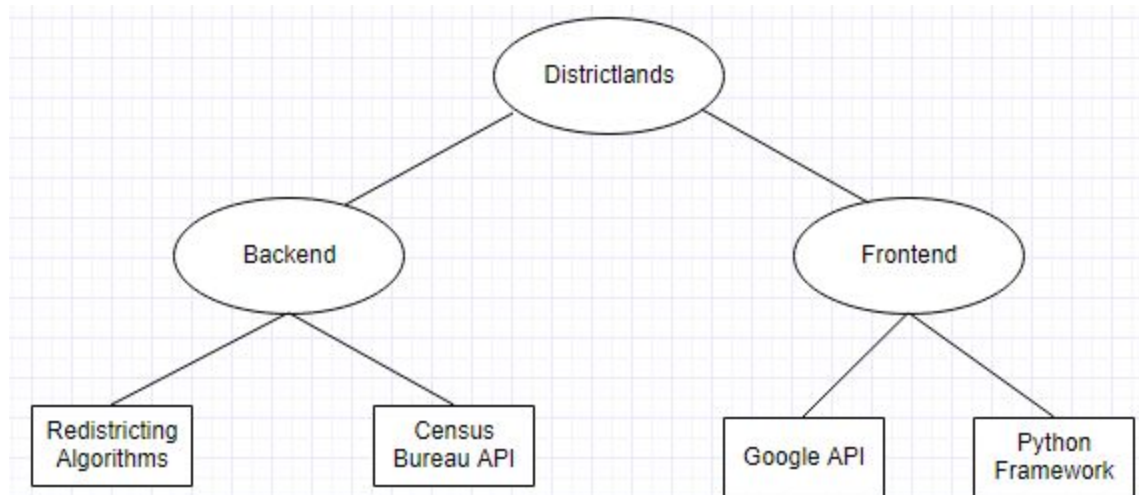 Districtlands
Backend
Frontend
Redistricting
Algorithms
Census
Bureau API
Google API
Python
Framework